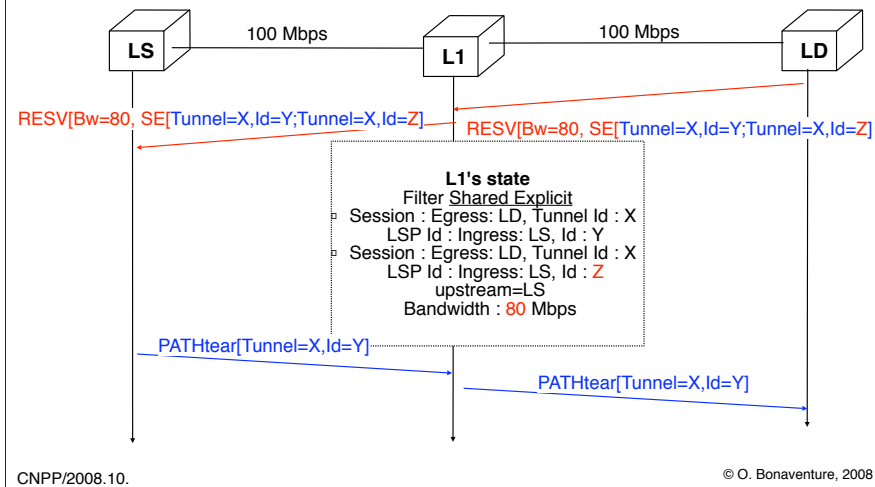 100 Mbps
100 Mbps
LS
L1
LD
RESV[Bw=80, SE[Tunnel=X,Id=Y;Tunnel=X,Id=Z]
RESV[Bw=80, SE[Tunnel=X,Id=Y;Tunnel=X,Id=Z]
L1's state
Filter Shared Explicit
Session : Egress: LD, Tunnel Id : X
LSP Id : Ingress: LS, Id : Y
Session : Egress: LD, Tunnel Id : X
LSP Id : Ingress: LS, Id : Z
upstream=LS
Bandwidth : 80 Mbps
PATHtear[Tunnel=X,Id=Y]
PATHtear[Tunnel=X,Id=Y]
CNPP/2008.10.
© O. Bonaventure, 2008